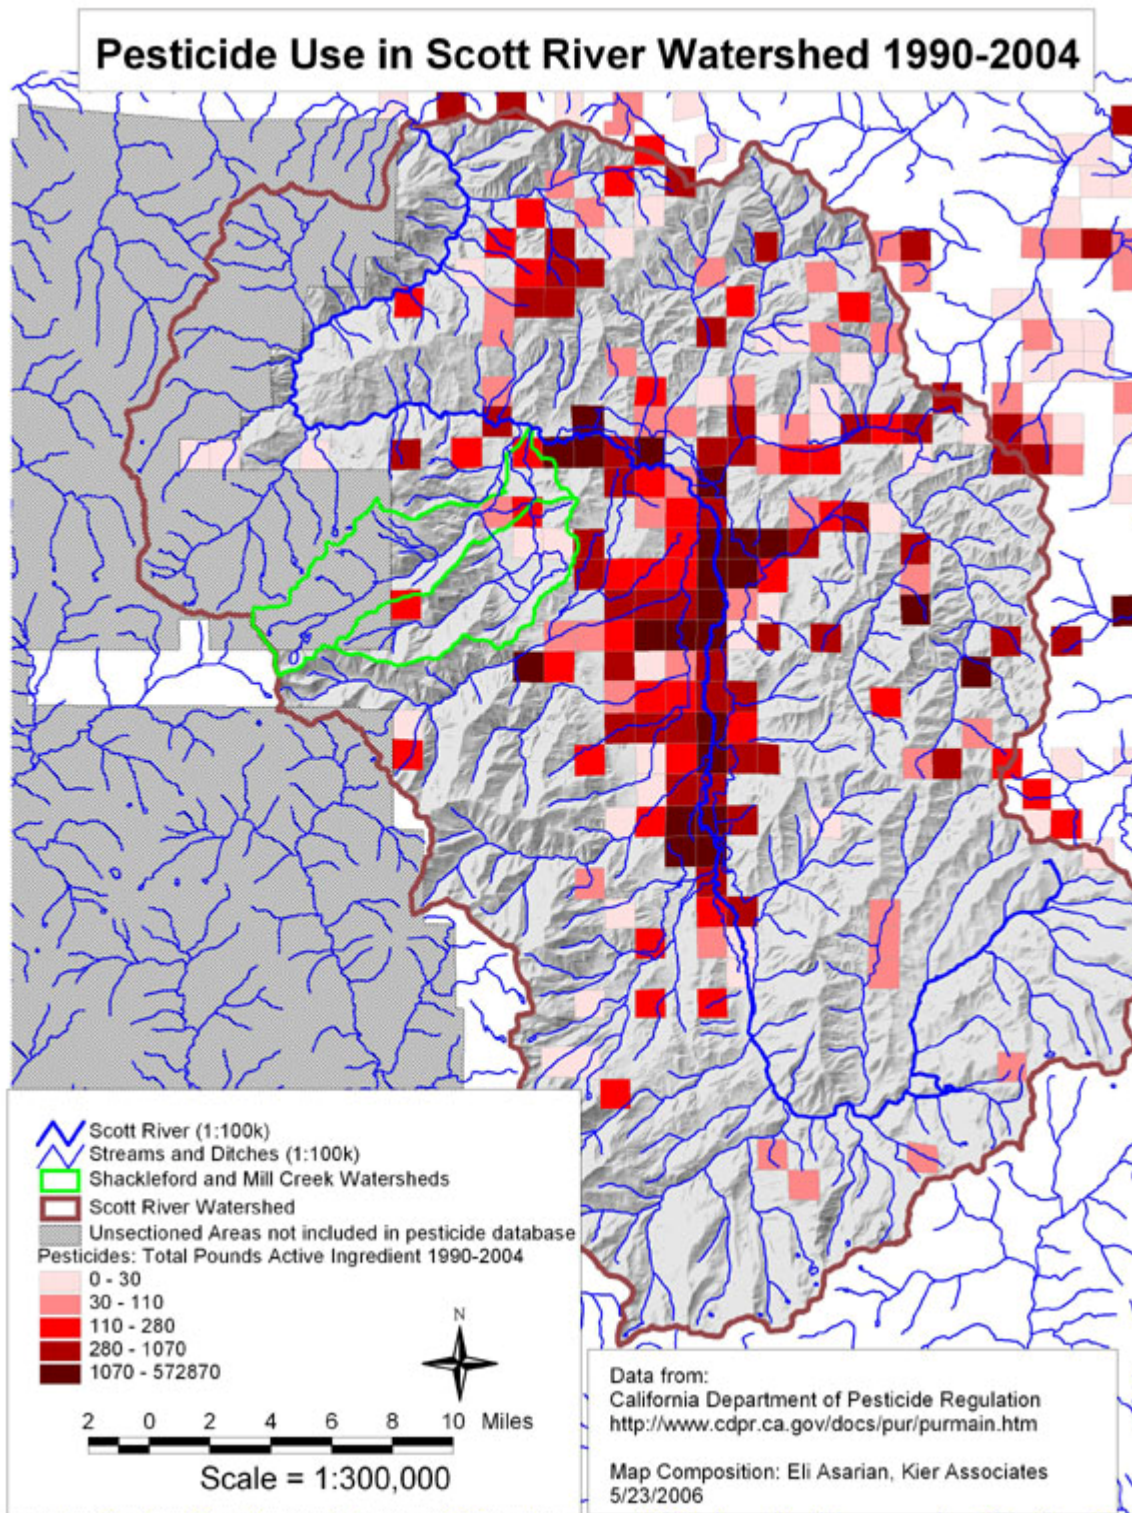 Pesticide Use in Scott River Watershed 1990-2004
Scott River (1:100k)
Streams and Ditches (1:100k)
Shackleford and Mill Creek Watersheds
Scott River Watershed
Unsectioned Areas not included in pesticide database
Pesticides: Total Pounds Active Ingredient 1990-2004
0 - 30
30 - 110
110 - 280
280 - 1070
1070 - 572870
N
2 0 2 4 6 8 10 Miles
Scale = 1:300,000
Data from:
California Department of Pesticide Regulation
http://www.cdpr.ca.gov/docs/pur/purmain.htm
Map Composition: Eli Asarian, Kier Associates
5/23/2006